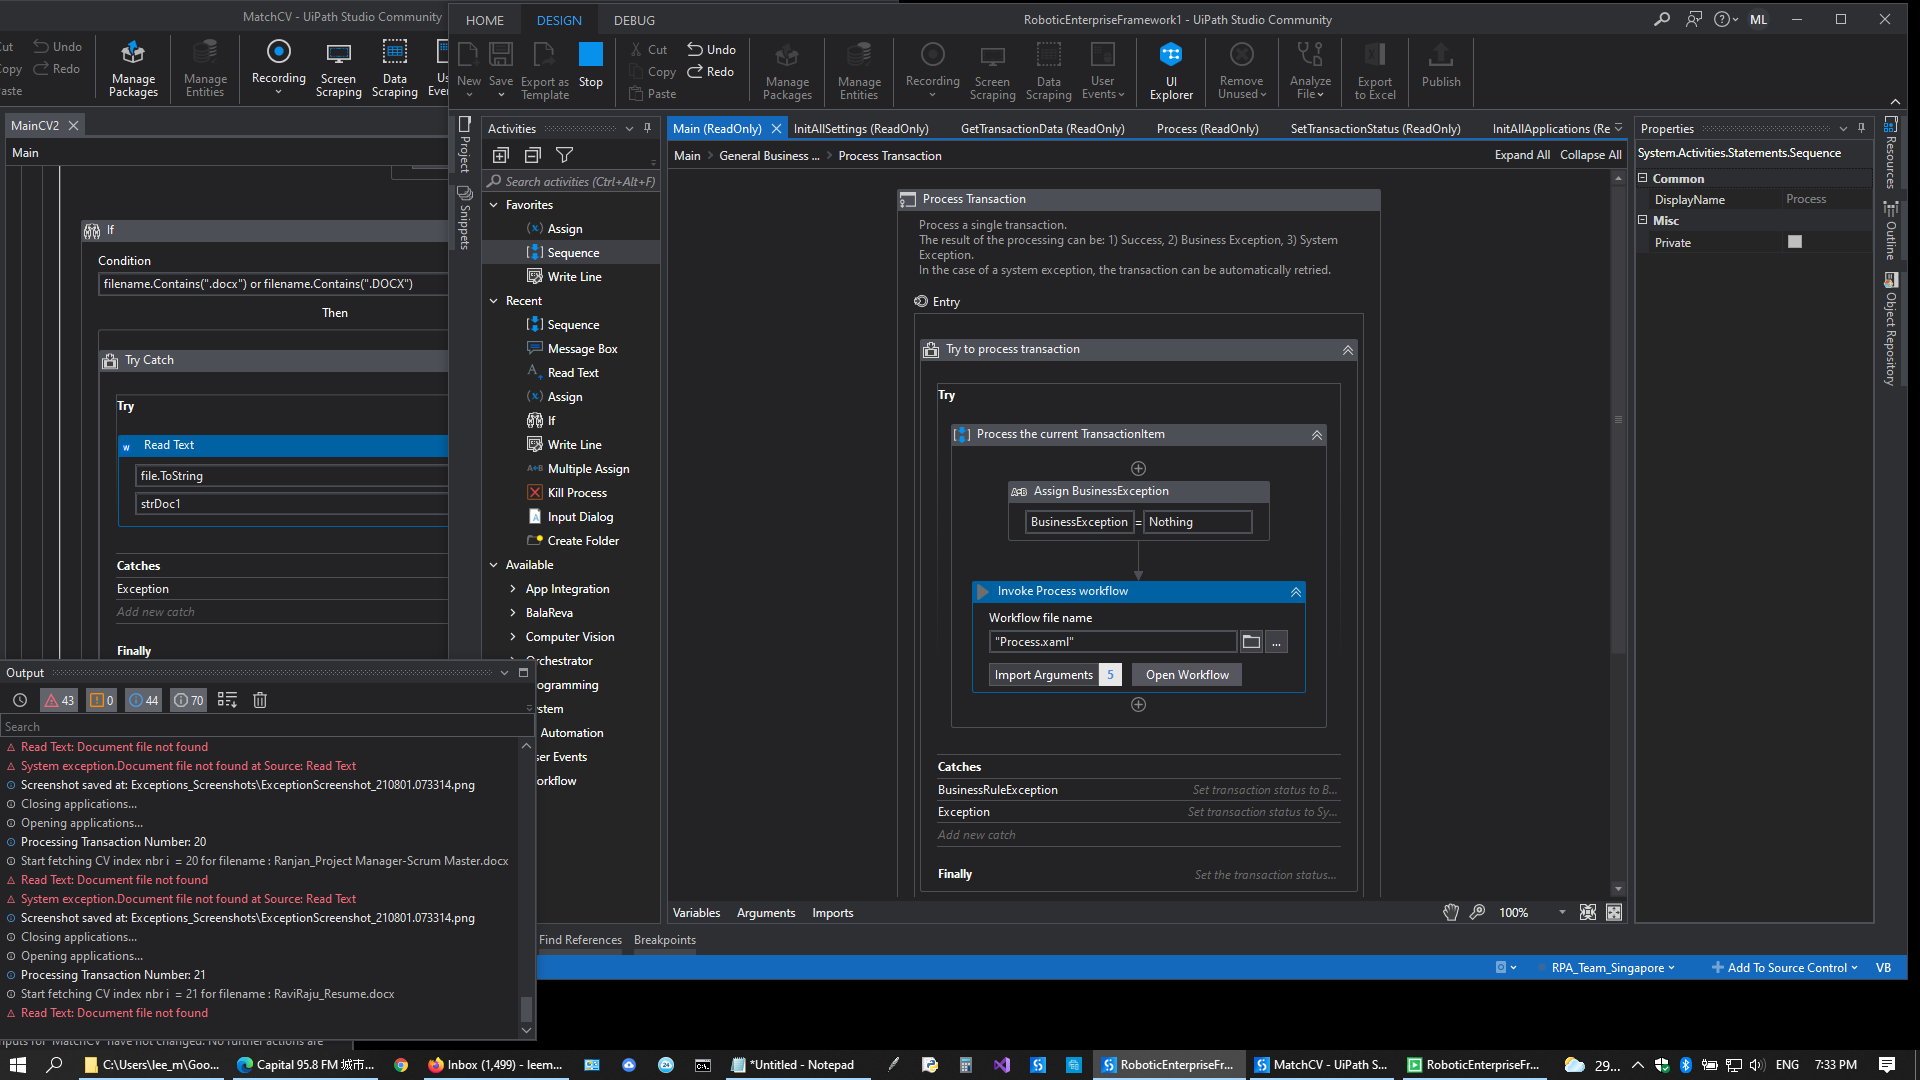 MatchCV - UiPath Studio Community
Undo
Redo
Manage Packages
Manage Entities
Recording
Screen Scraping
Data Scraping
MainCV2
Main
If
Condition
filename.Contains(".docx") or filename.Contains(".DOCX")
Then
Try Catch
Try
Read Text
file.ToString
strDoc1
Catches
Exception
Add new catch
Finally
HOME
DESIGN
DEBUG
RoboticEnterpriseFramework1 - UiPath Studio Community
ML
New
Save
Export as Template
Stop
Cut
Copy
Paste
Undo
Redo
Manage Packages
Manage Entities
Recording
Screen Scraping
Data Scraping
User Events
UI Explorer
Remove Unused
Analyze File
Export to Excel
Publish
Project
Snippets
Activities
Search activities (Ctrl+Alt+F)
Favorites
Assign
Sequence
Write Line
Recent
Sequence
Message Box
Read Text
Assign
If
Write Line
Multiple Assign
Kill Process
Input Dialog
Create Folder
Available
App Integration
BalaReva
Computer Vision
Orchestrator
ogramming
stem
Automation
er Events
orkflow
Main (ReadOnly)
InitAllSettings (ReadOnly)
GetTransactionData (ReadOnly)
Process (ReadOnly)
SetTransactionStatus (ReadOnly)
InitAllApplications (Re
Main > General Business ... > Process Transaction
Expand All
Collapse All
Process Transaction
Process a single transaction.
The result of the processing can be: 1) Success, 2) Business Exception, 3) System
Exception.
In the case of a system exception, the transaction can be automatically retried.
Entry
Try to process transaction
Try
Process the current TransactionItem
Assign BusinessException
BusinessException = Nothing
Invoke Process workflow
Workflow file name
"Process.xaml"
...
Import Arguments 5
Open Workflow
Catches
BusinessRuleException
Set transaction status to B...
Exception
Set transaction status to Sy...
Add new catch
Finally
Set the transaction status...
Variables
Arguments
Imports
100%
Find References
Breakpoints
RPA_Team_Singapore
Add To Source Control
VB
Properties
System.Activities.Statements.Sequence
Common
DisplayName
Process
Misc
Private
Resources
Outline
Object Repository
Output
43
0
44
70
Search
Read Text: Document file not found
System exception.Document file not found at Source: Read Text
Screenshot saved at: Exceptions_Screenshots\ExceptionScreenshot_210801.073314.png
Closing applications...
Opening applications...
Processing Transaction Number: 20
Start fetching CV index nbr i = 20 for filename : Ranjan_Project Manager-Scrum Master.docx
Read Text: Document file not found
System exception.Document file not found at Source: Read Text
Screenshot saved at: Exceptions_Screenshots\ExceptionScreenshot_210801.073314.png
Closing applications...
Opening applications...
Processing Transaction Number: 21
Start fetching CV index nbr i = 21 for filename : RaviRaju_Resume.docx
Read Text: Document file not found
C:\Users\lee_m\Goo...
Capital 95.8 FM 城市...
Inbox (1,499) - leem...
*Untitled - Notepad
RoboticEnterpriseFr...
MatchCV - UiPath S...
RoboticEnterpriseFr...
29...
ENG
7:33 PM